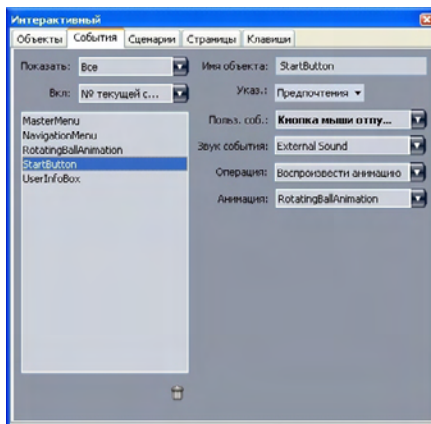 Интерактивный
Объекты События Сценарии Страницы Клавиши
Показать: Все
Вкл: № текущей с...
MasterMenu
NavigationMenu
RotatingBallAnimation
StartButton
UserInfoBox
Имя объекта: StartButton
Указ.: Предпочтения
Польз. соб.: Кнопка мыши отпу...
Звук события: External Sound
Операция: Воспроизвести анимацию
Анимация: RotatingBallAnimation